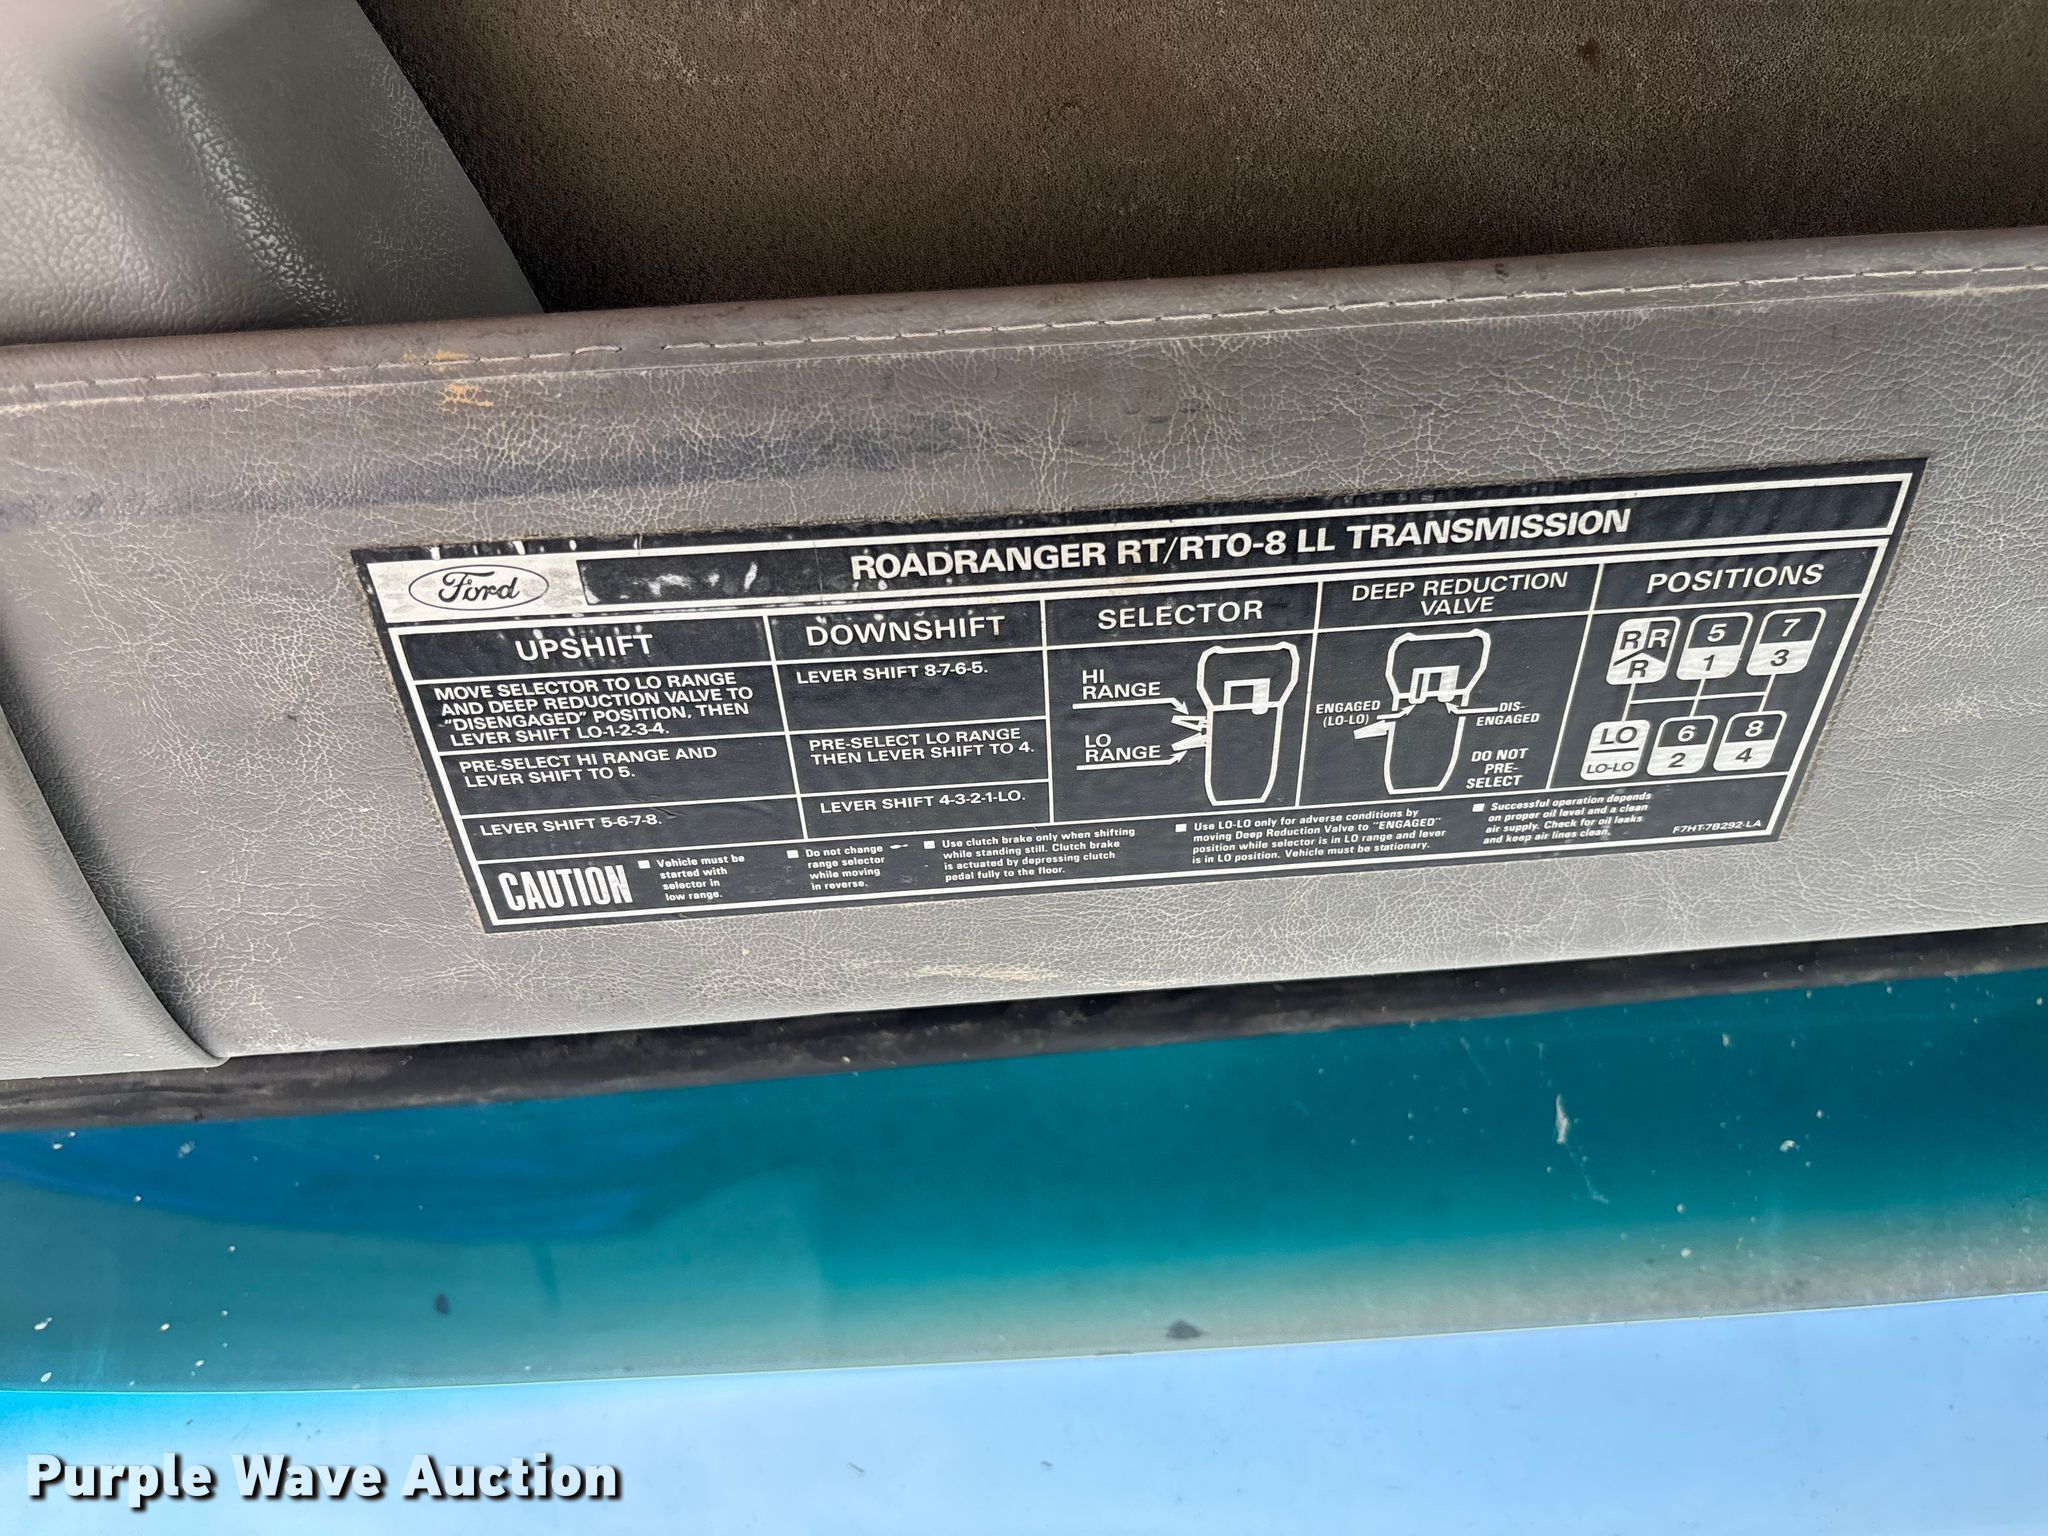 Ford
ROADRANGER RT/RTO-8 LL TRANSMISSION
UPSHIFT
MOVE SELECTOR TO LO RANGE
AND DEEP REDUCTION VALVE TO
"DISENGAGED" POSITION, THEN
LEVER SHIFT LO-1-2-3-4.
PRE-SELECT HI RANGE AND
LEVER SHIFT TO 5.
LEVER SHIFT 5-6-7-8.
DOWNSHIFT
LEVER SHIFT 8-7-6-5.
PRE-SELECT LO RANGE
THEN LEVER SHIFT TO 4.
LEVER SHIFT 4-3-2-1-LO.
SELECTOR
HI
RANGE
LO
RANGE
DEEP REDUCTION
VALVE
ENGAGED
(LO-LO)
DIS-
ENGAGED
DO NOT
PRE-
SELECT
POSITIONS
R R 5 7
R 1 3
LO 6 8
LO-LO 2 4
CAUTION
■ Vehicle must be
started with
selector in
low range.
■ Do not change
range selector
while moving
in reverse.
■ Use clutch brake only when shifting
while standing still. Clutch brake
is actuated by depressing clutch
pedal fully to the floor.
■ Use LO-LO only for adverse conditions by
moving Deep Reduction Valve to "ENGAGED"
position while selector is in LO range and lever
is in LO position. Vehicle must be stationary.
■ Successful operation depends
on proper oil level and a clean
air supply. Check for oil leaks
and keep air lines clean.
F7HT-7B292-LA
Purple Wave Auction